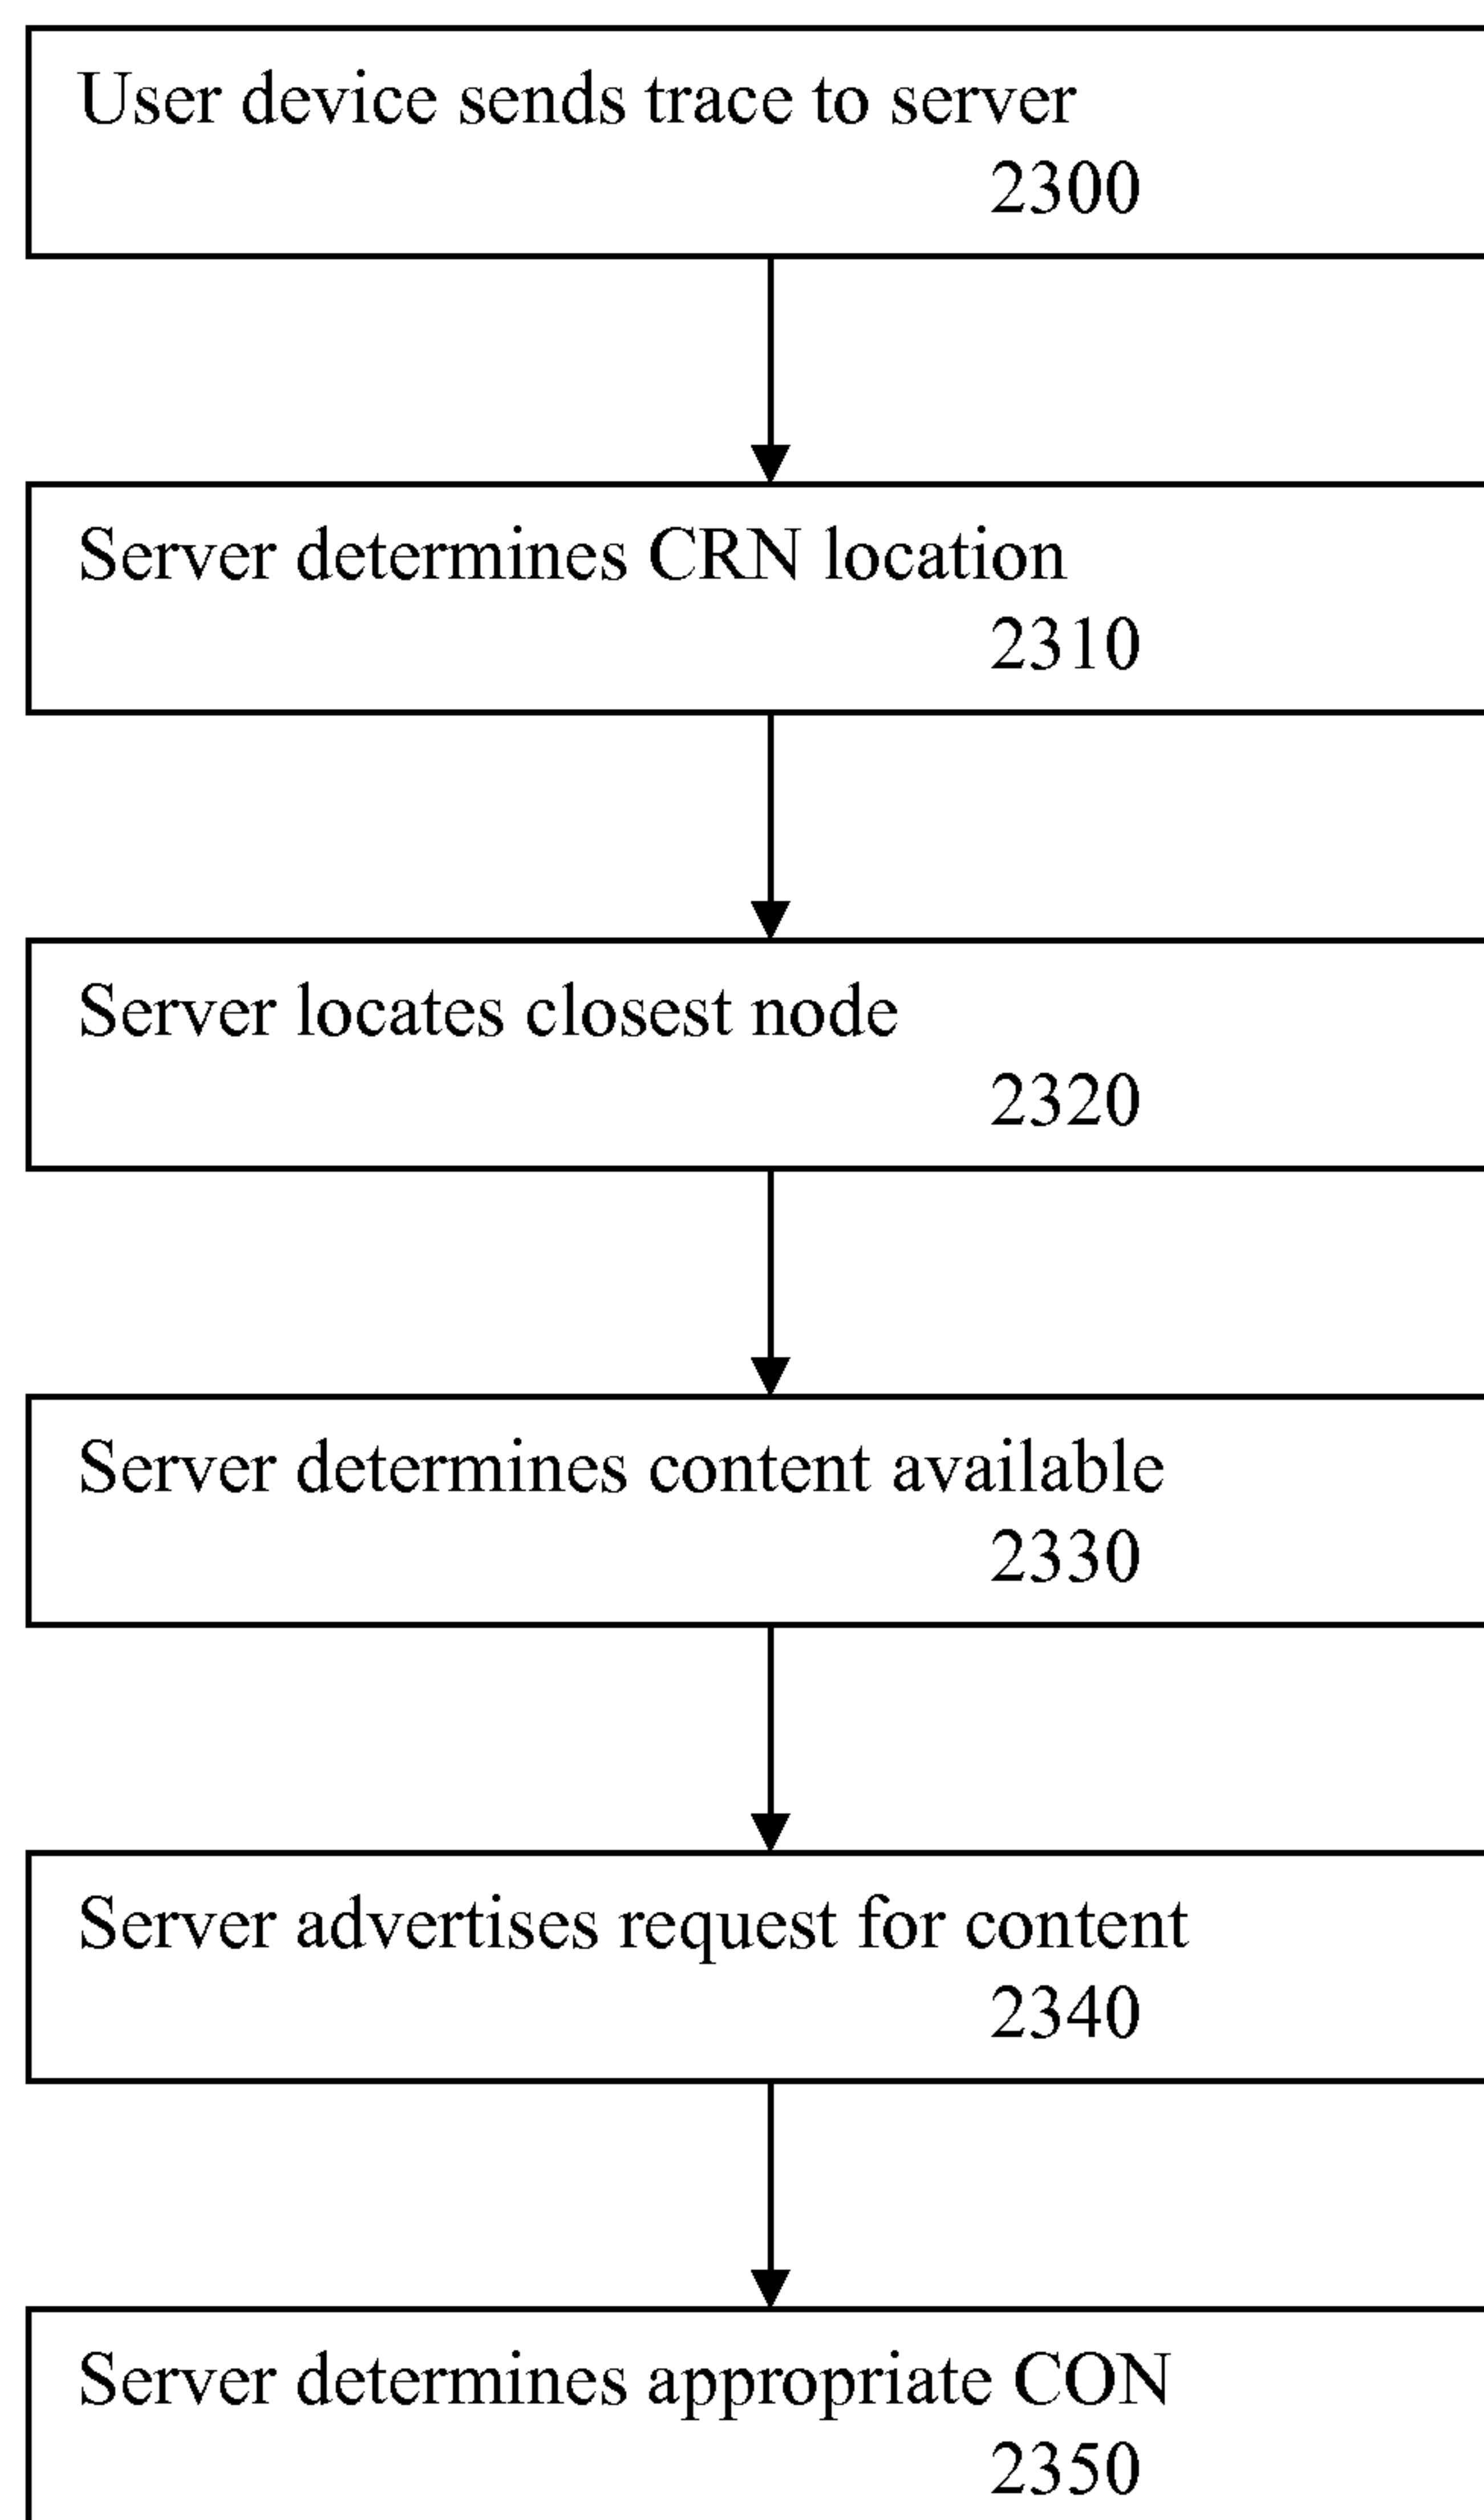 User device sends trace to server
2300
Server determines CRN location
2310
Server locates closest node
2320
Server determines content available
2330
Server advertises request for content
2340
Server determines appropriate CON
2350